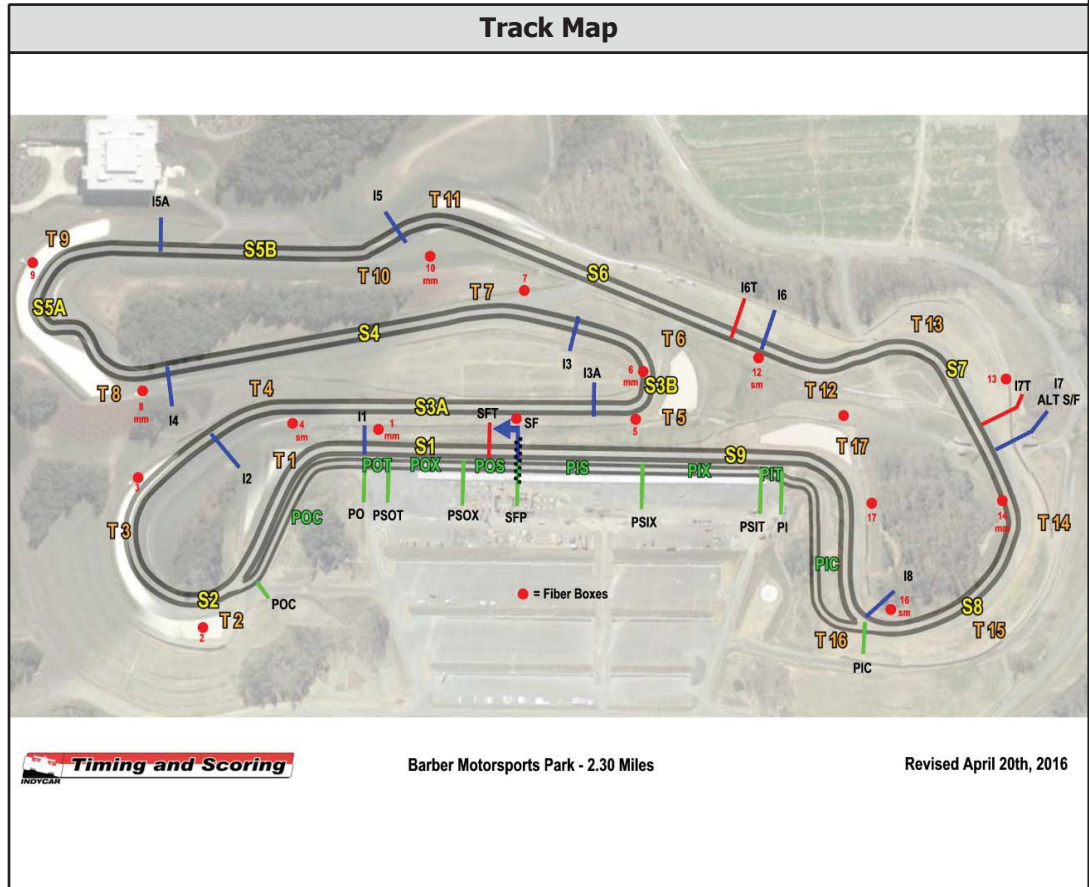 Track Map
T 11
I5
I5A
T 9
S5B
T 10
10
mm
9
7
T 7
S6
I6T
I6
S5A
S4
T 6
T 13
I3
6
mm
12
sm
S7
T 8
8
mm
I4
T 4
I3A
S3B
T 12
13
I7T
I7
ALT S/F
S3A
SFT
SF
T 5
5
4
sm
I1
1
mm
T 1
S1
S9
T 17
I2
POT
POX
POS
PIS
PIX
PIT
3
POC
PO
PSOT
PSOX
SFP
PSIX
PSIT
PI
17
14
mm
T 14
T 3
PIC
I8
S2
T 2
2
POC
= Fiber Boxes
16
sm
S8
T 15
T 16
PIC
INDYCAR
Timing and Scoring
Barber Motorsports Park - 2.30 Miles
Revised April 20th, 2016